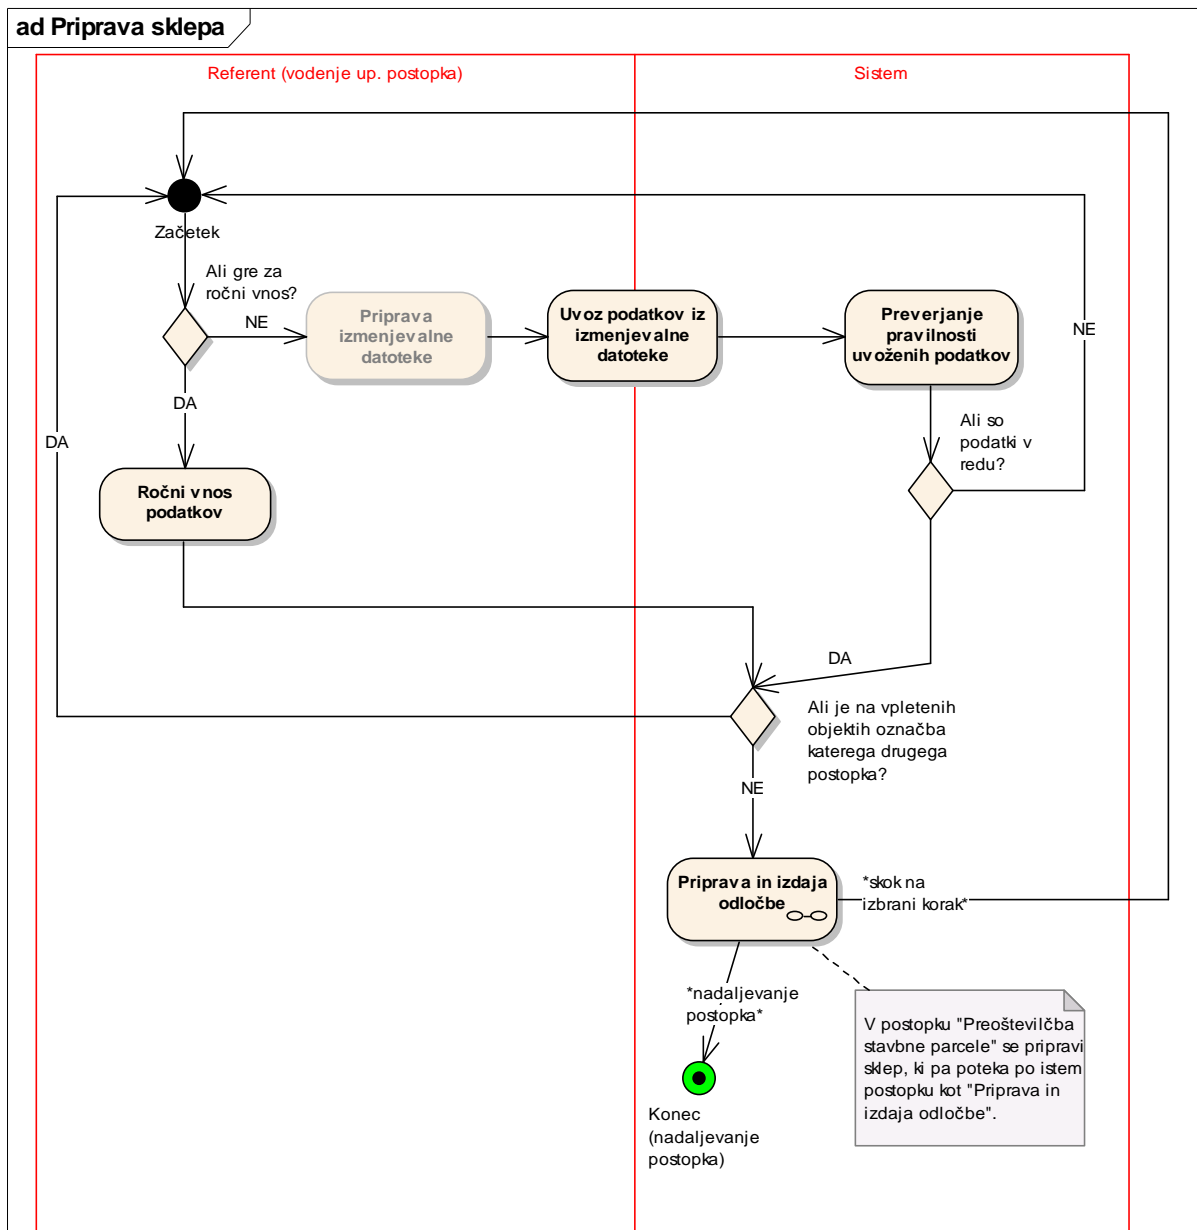 ad Priprava sklepa
Referent (vodenje up. postopka)
Sistem
Začetek
Ali gre za
ročni vnos?
NE
Priprava
izmenjevalne
datoteke
Uvoz podatkov iz
izmenjevalne
datoteke
Preverjanje
pravilnosti
uvoženih podatkov
NE
DA
Ali so
podatki v
redu?
DA
Ročni vnos
podatkov
DA
Ali je na vpletenih
objektih označba
katerega drugega
postopka?
NE
Priprava in izdaja
odločbe
*skok na
izbrani korak*
*nadaljevanje
postopka*
V postopku "Preoštevilčba
stavbne parcele" se pripravi
sklep, ki pa poteka po istem
postopku kot "Priprava in
izdaja odločbe".
Konec
(nadaljevanje
postopka)